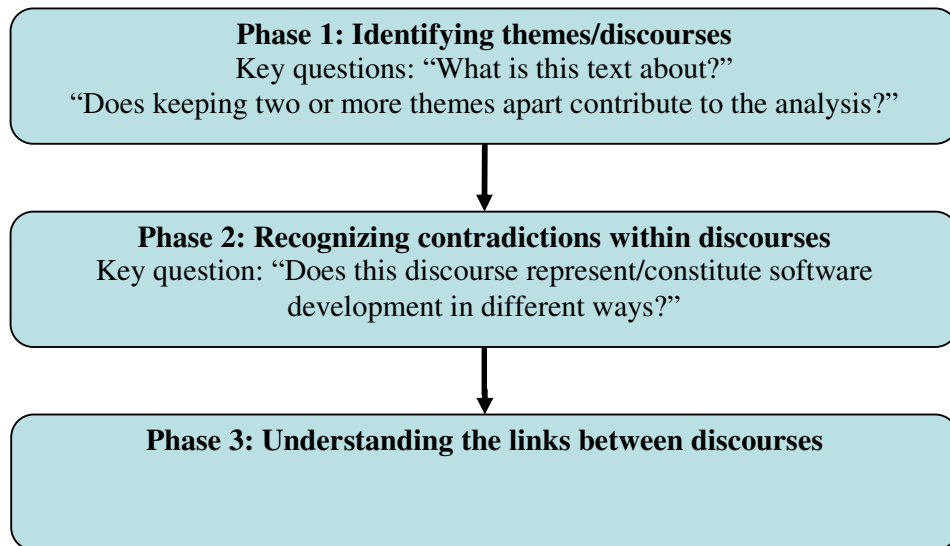 Phase 1: Identifying themes/discourses
Key questions: “What is this text about?”
“Does keeping two or more themes apart contribute to the analysis?”
Phase 2: Recognizing contradictions within discourses
Key question: “Does this discourse represent/constitute software
development in different ways?”
Phase 3: Understanding the links between discourses